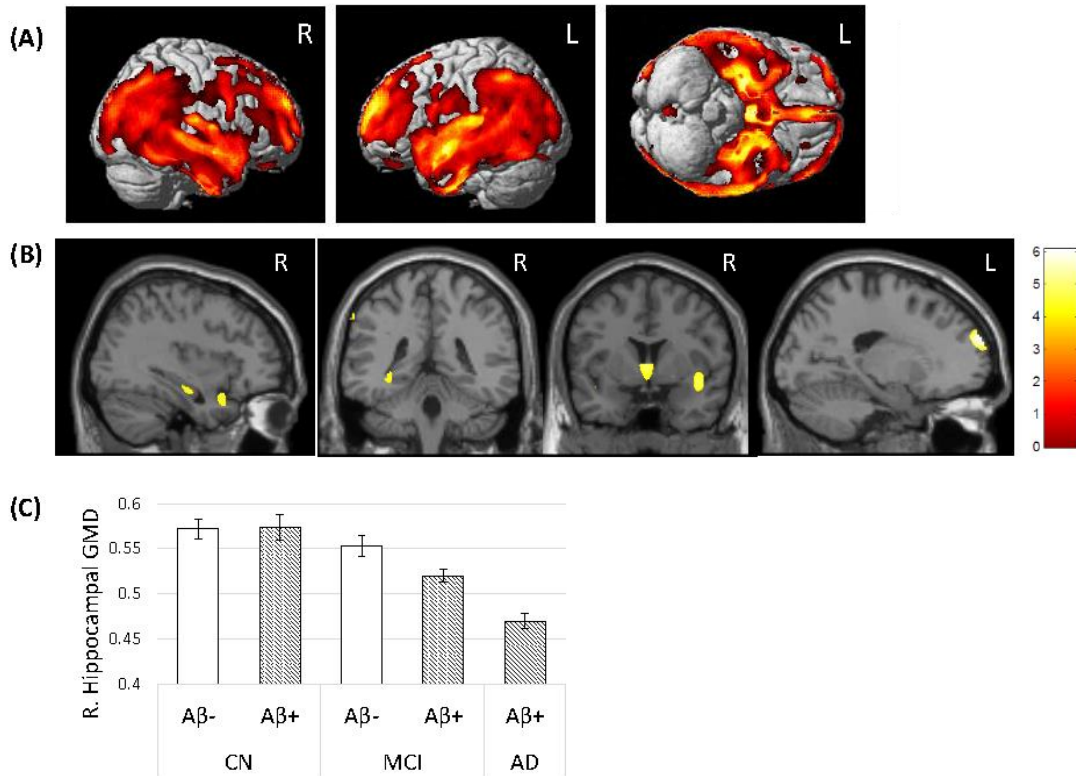 (A)
R
L
L
(B)
R
R
R
L
6
5
4
3
2
1
0
(C)
R. Hippocampal GMD
0.6
0.55
0.5
0.45
0.4
Aβ- Aβ+ Aβ- Aβ+ Aβ+
CN MCI AD